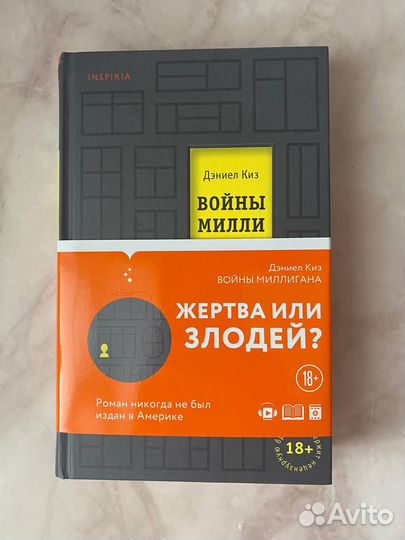 INSPIRIA
Дэниел Киз
ВОЙНЫ
МИЛЛИ
Дэниел Киз
ВОЙНЫ МИЛЛИГАНА
ЖЕРТВА ИЛИ
ЗЛОДЕЙ?
18+
Роман никогда не был
издан в Америке
18+
нецензурную
Avito